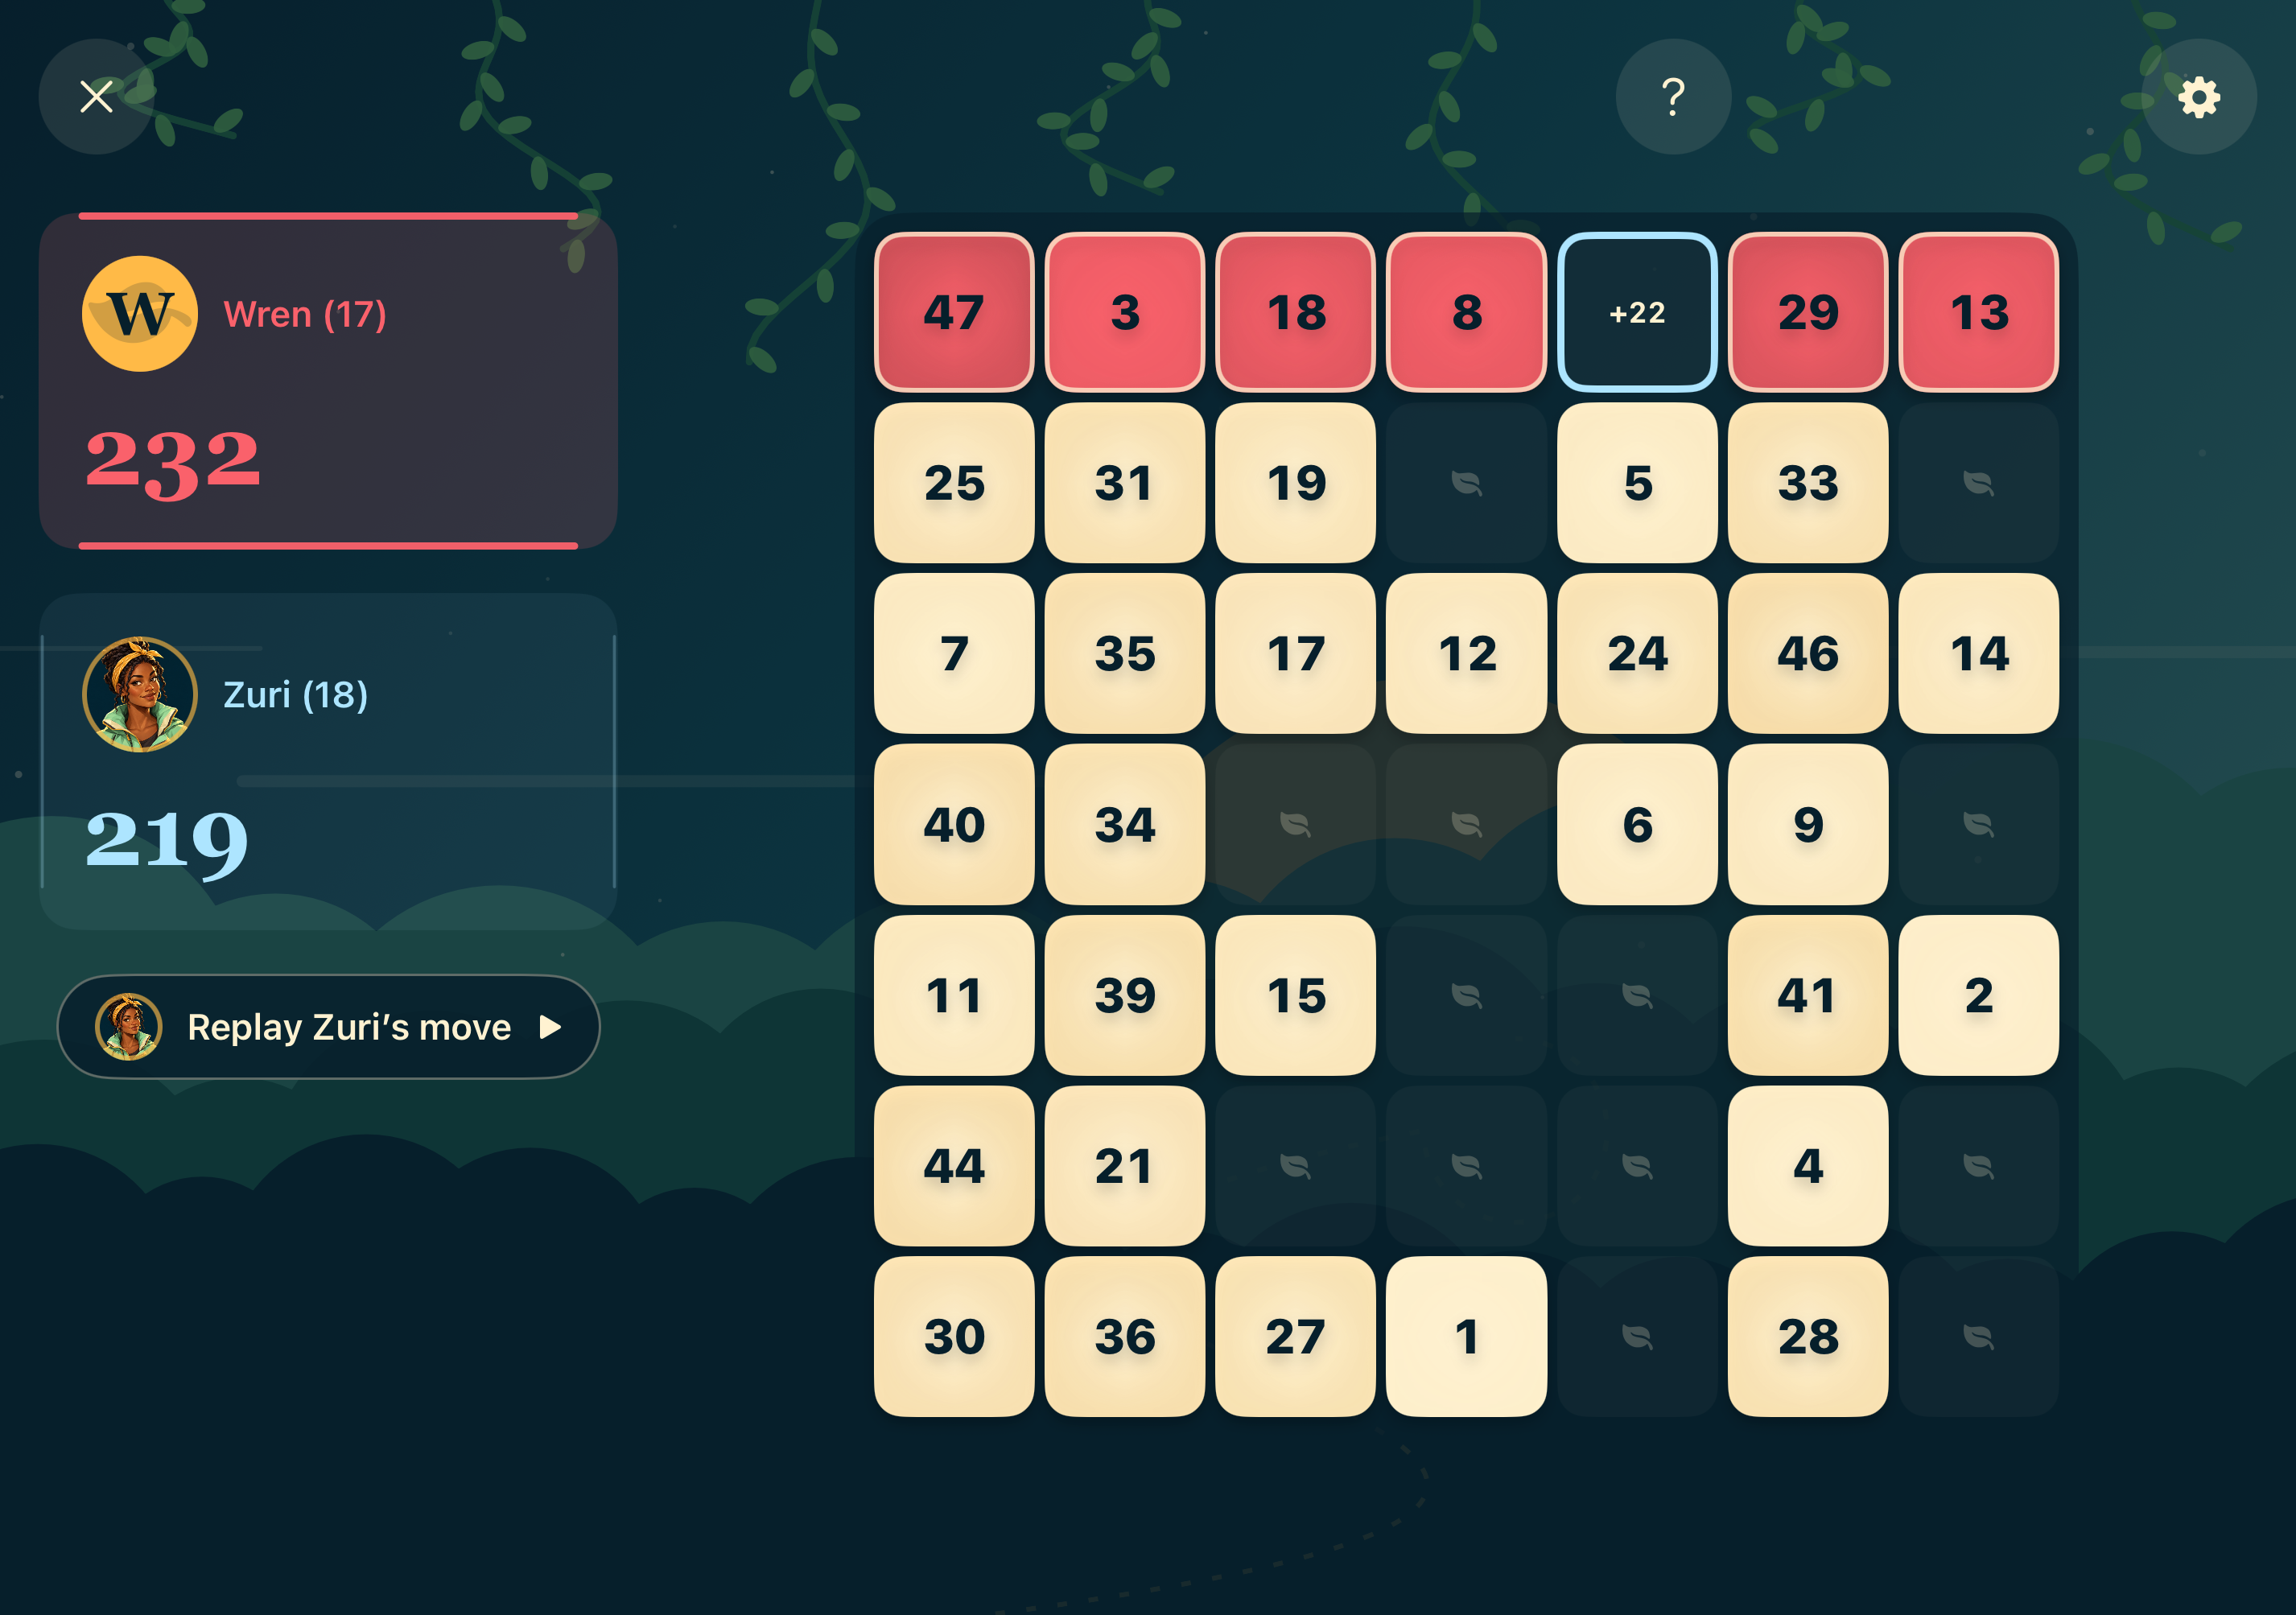 ?
W
Wren (17)
232
Zuri (18)
219
Replay Zuri’s move
47 3 18 8 +22 29 13
25 31 19 5 33
7 35 17 12 24 46 14
40 34 6 9
11 39 15 41 2
44 21 4
30 36 27 1 28